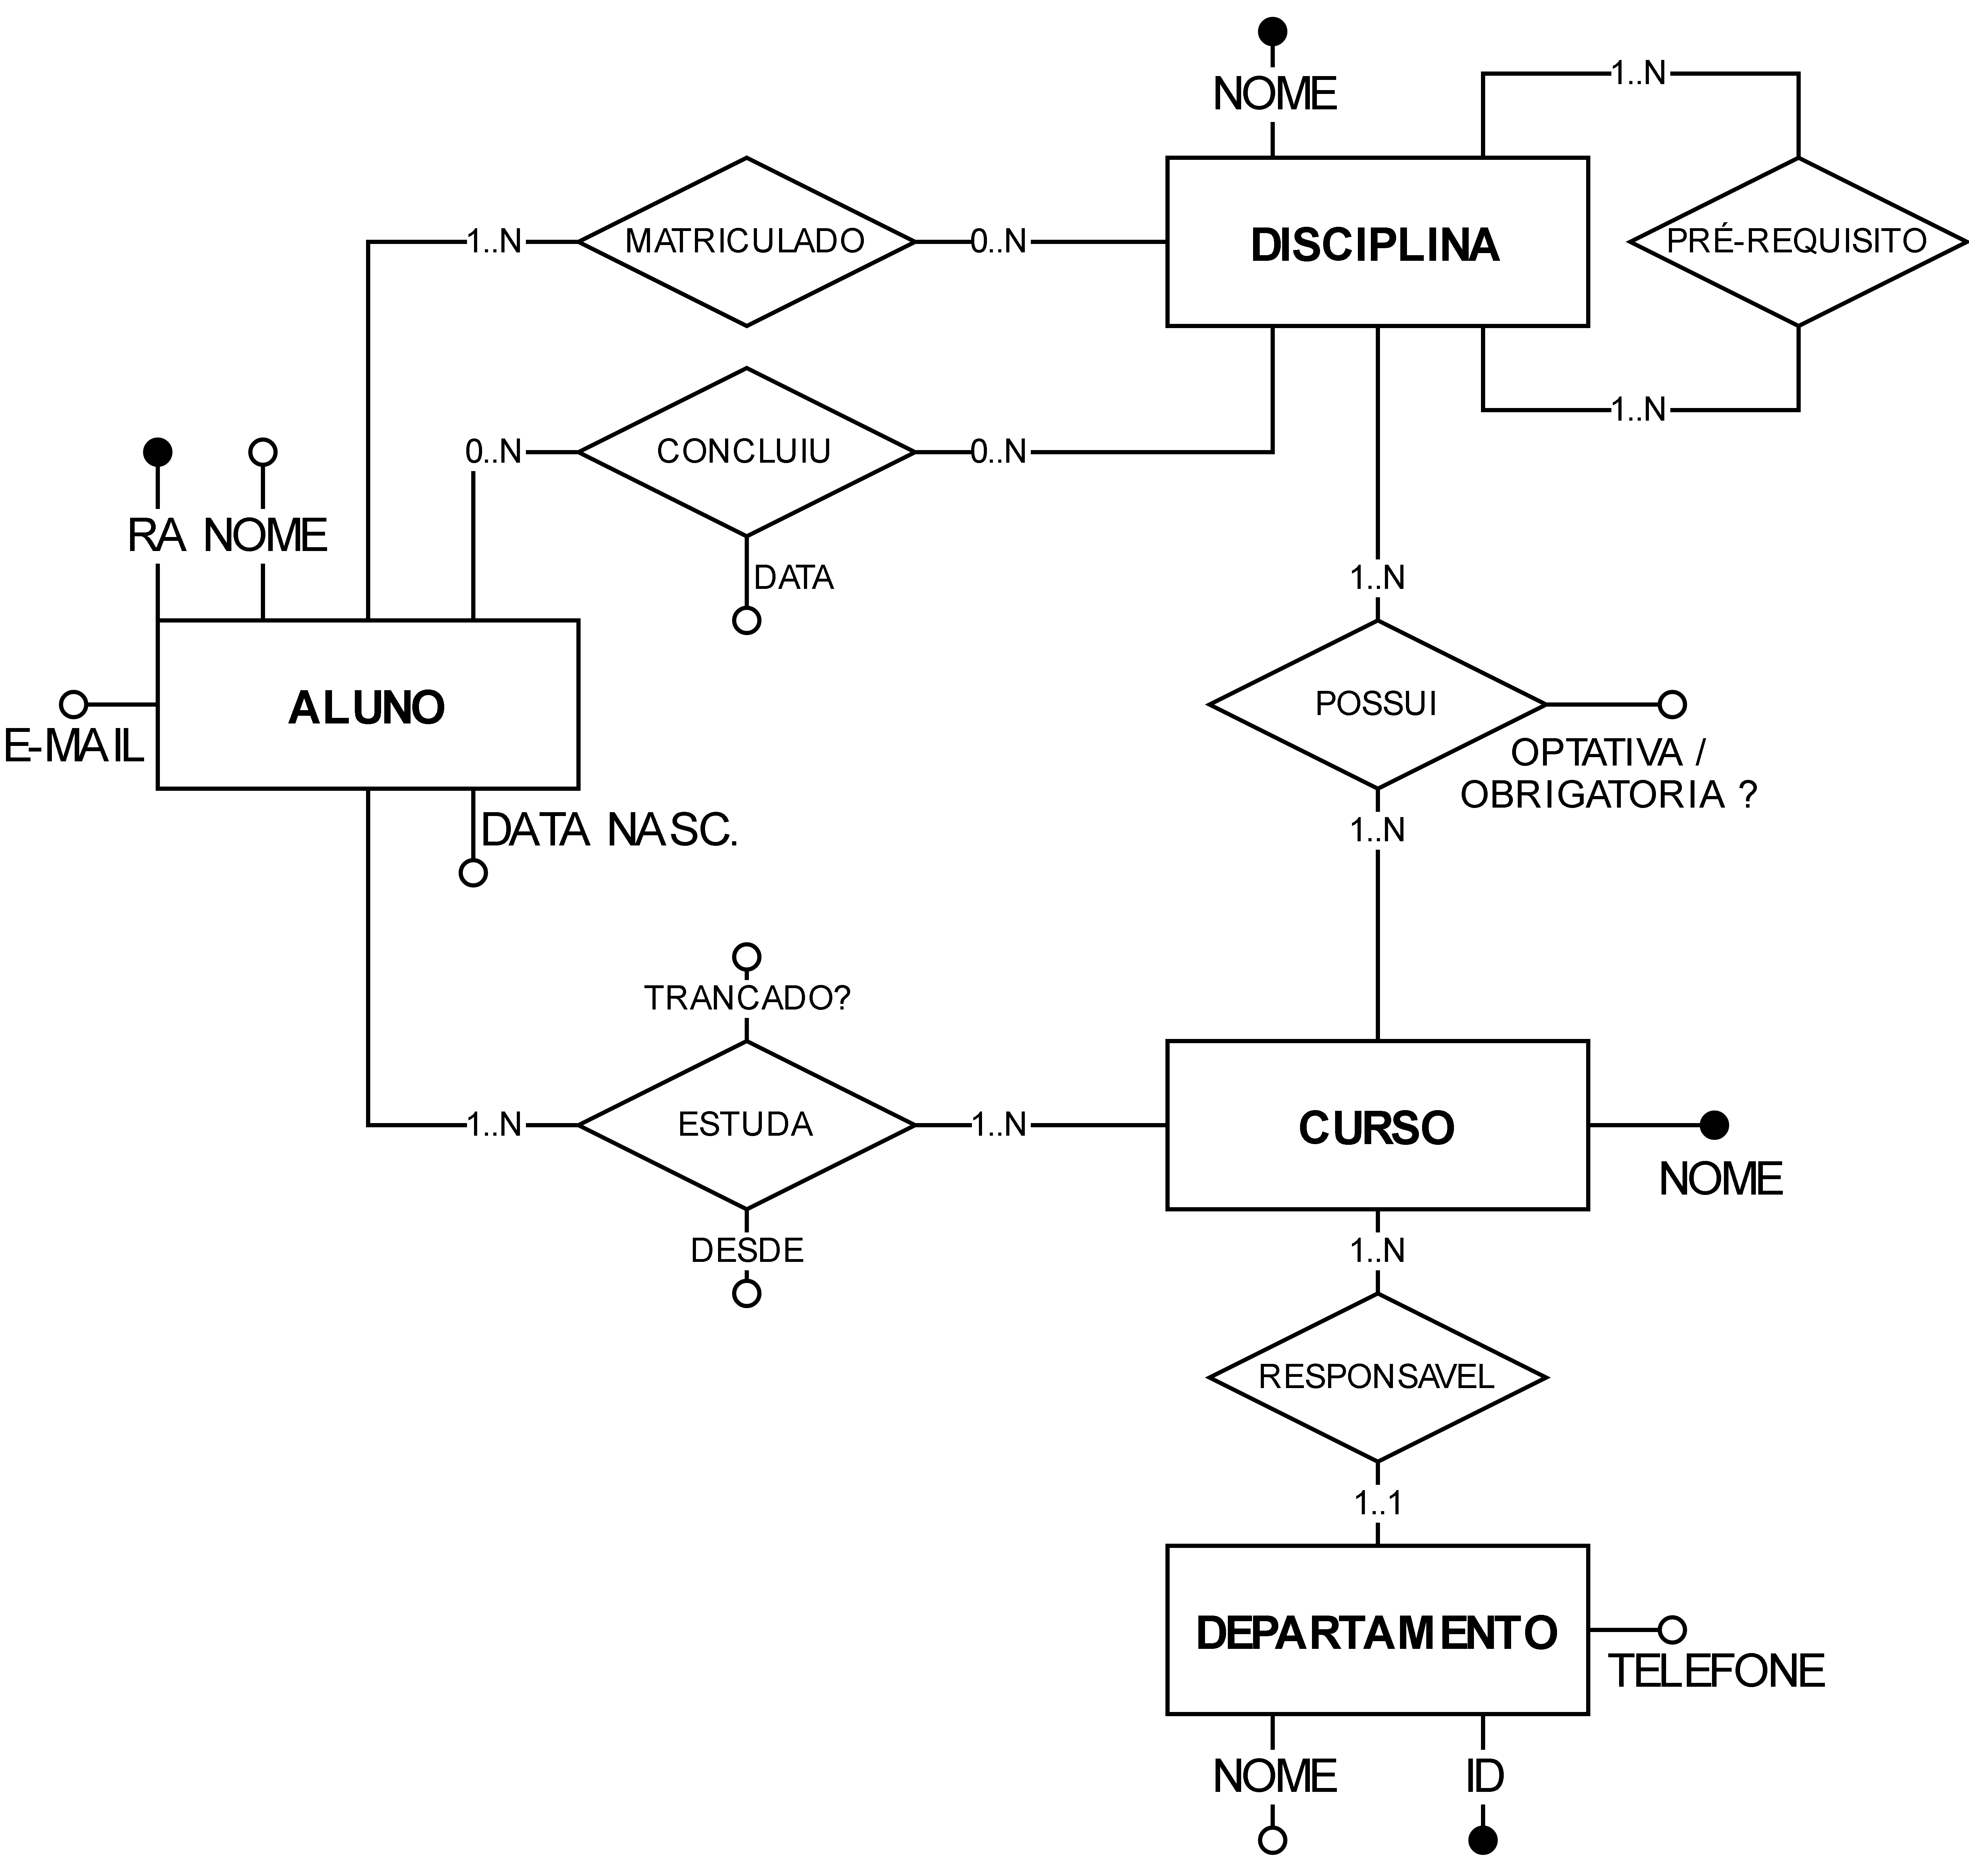 NOME
1..N
MATRICULADO
1..N
0..N
DISCIPLINA
PRÉ-REQUISITO
1..N
CONCLUIU
0..N
0..N
RA
NOME
DATA
1..N
E-MAIL
ALUNO
POSSUI
OPTATIVA /
OBRIGATORIA ?
DATA NASC.
1..N
TRANCADO?
1..N
ESTUDA
1..N
CURSO
NOME
DESDE
1..N
RESPONSAVEL
1..1
DEPARTAMENTO
TELEFONE
NOME
ID